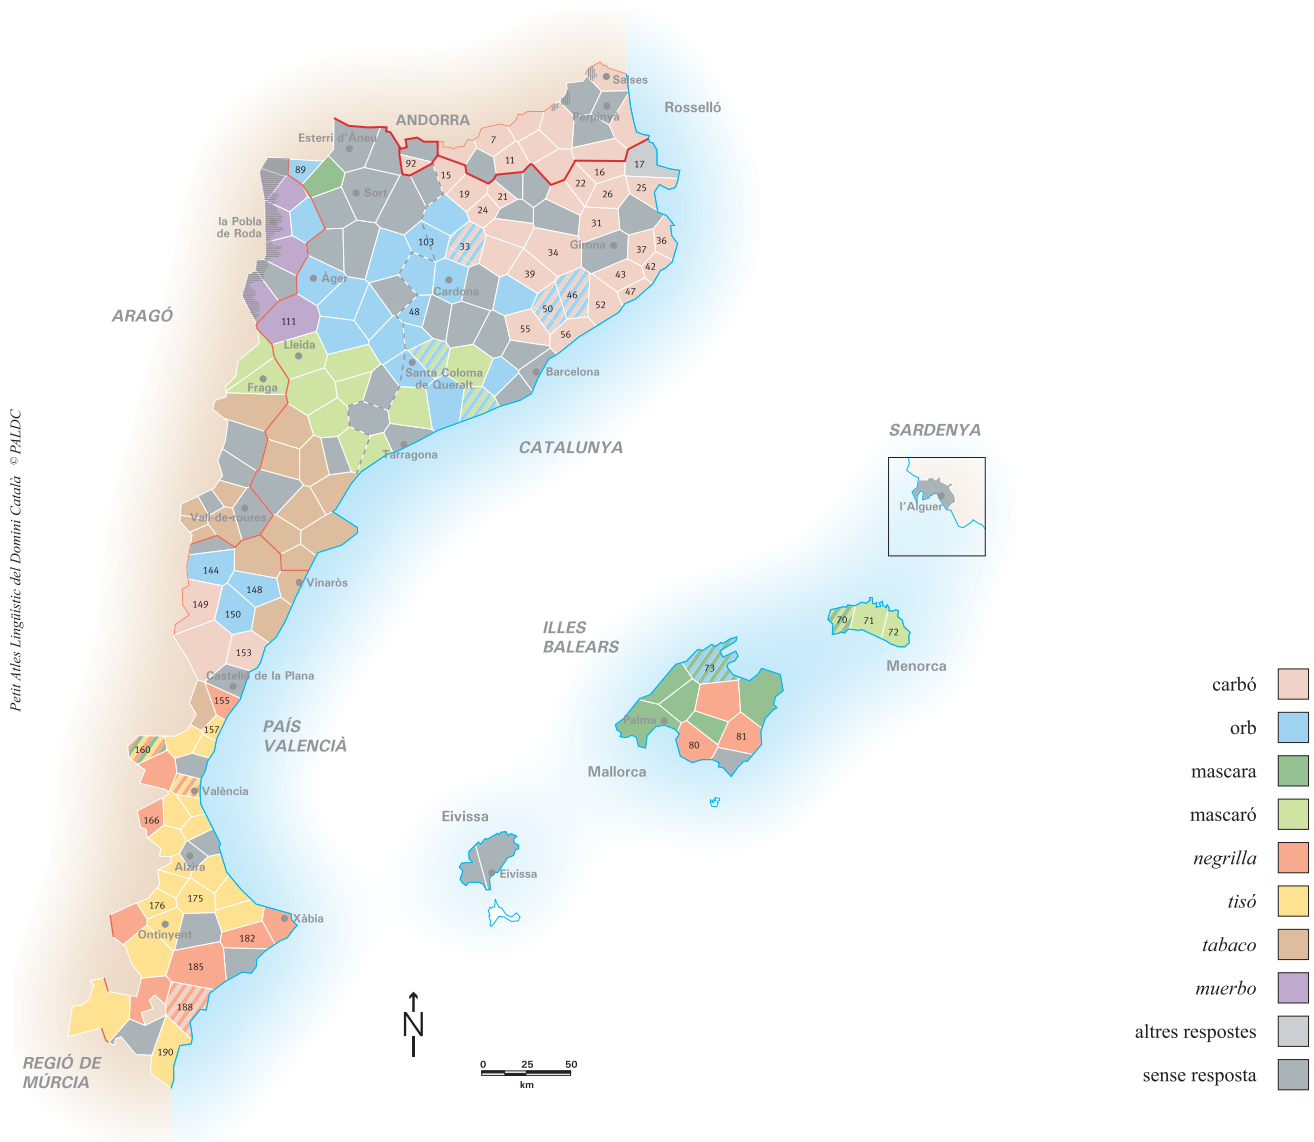 Petit Atles Lingüístic del Domini Català © PALDC
ANDORRA
Rosselló
Salses
Perpinyà
Esterri d'Àneu
Sort
la Pobla
de Roda
Àger
ARAGÓ
Lleida
Fraga
Girona
Cardona
Santa Coloma
de Queralt
Barcelona
Tarragona
CATALUNYA
Vall-de-roures
Vinaròs
Castelló de la Plana
PAÍS
VALENCIÀ
València
Alzira
Ontinyent
Xàbia
REGIÓ DE
MÚRCIA
ILLES
BALEARS
Palma
Mallorca
Menorca
Eivissa
Eivissa
SARDENYA
l'Alguer
7
11
92
15
16
17
19
21
22
24
25
26
31
33
34
36
37
39
42
43
46
47
48
50
52
55
56
89
103
111
144
148
149
150
153
155
157
160
166
175
176
182
185
188
190
70
71
72
73
80
81
N
0 25 50
km
carbó
orb
mascara
mascaró
negrilla
tisó
tabaco
muerbo
altres respostes
sense resposta